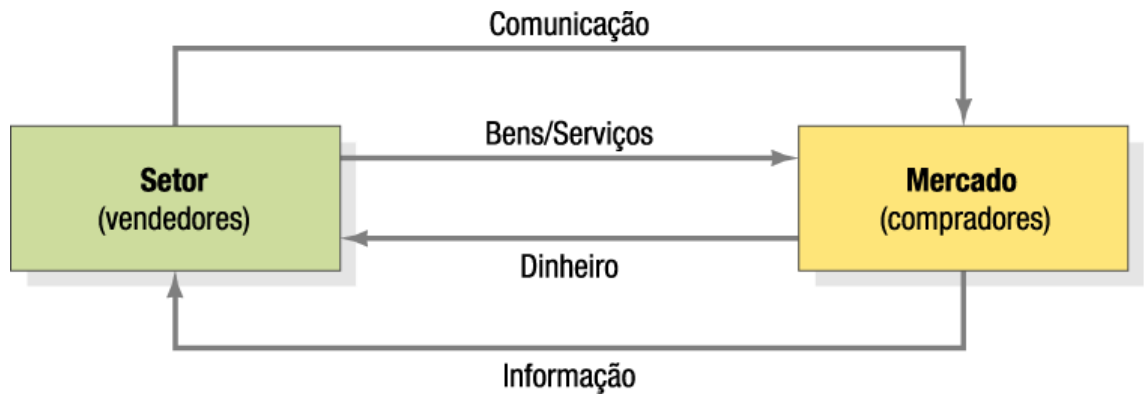 Comunicação
Bens/Serviços
Setor
(vendedores)
Mercado
(compradores)
Dinheiro
Informação